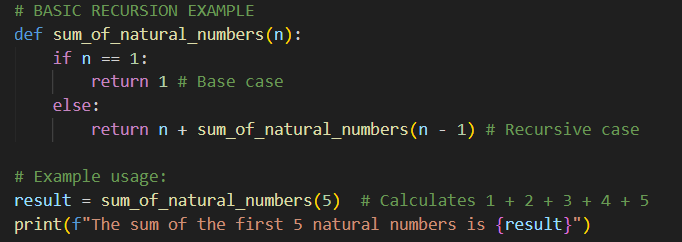 # BASIC RECURSION EXAMPLE
def sum_of_natural_numbers(n):
    if n == 1:
        return 1 # Base case
    else:
        return n + sum_of_natural_numbers(n - 1) # Recursive case

# Example usage:
result = sum_of_natural_numbers(5)  # Calculates 1 + 2 + 3 + 4 + 5
print(f"The sum of the first 5 natural numbers is {result}")